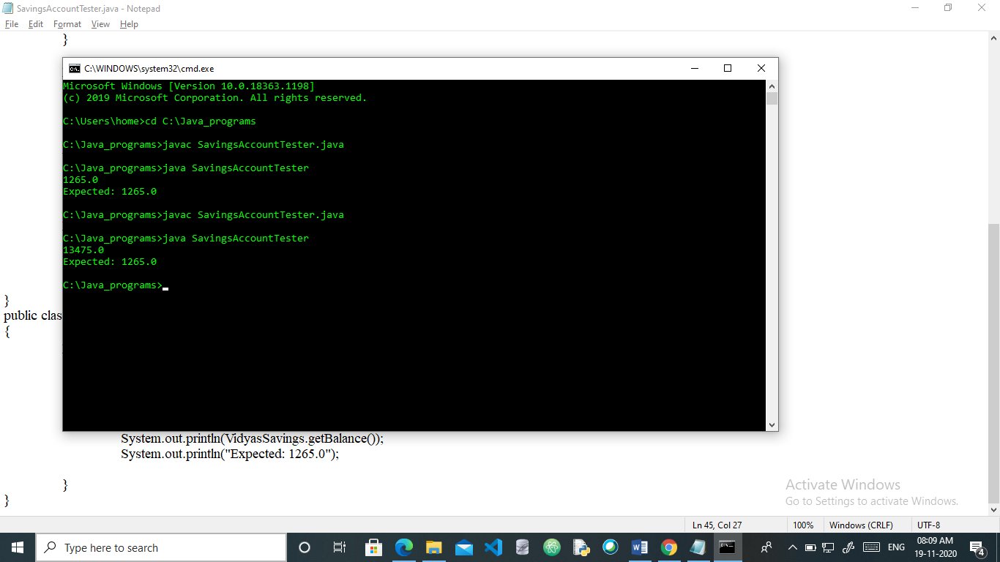 SavingsAccountTester.java - Notepad
File Edit Format View Help
}
C:\WINDOWS\system32\cmd.exe
Microsoft Windows [Version 10.0.18363.1198]
(c) 2019 Microsoft Corporation. All rights reserved.
C:\Users\home>cd C:\Java_programs
C:\Java_programs>javac SavingsAccountTester.java
C:\Java_programs>java SavingsAccountTester
1265.0
Expected: 1265.0
C:\Java_programs>javac SavingsAccountTester.java
C:\Java_programs>java SavingsAccountTester
13475.0
Expected: 1265.0
C:\Java_programs>
}
public clas
{
System.out.println(VidyasSavings.getBalance());
System.out.println("Expected: 1265.0");
}
}
Activate Windows
Go to Settings to activate Windows.
Ln 45, Col 27 100% Windows (CRLF) UTF-8
Type here to search
ENG
08:09 AM
19-11-2020
4